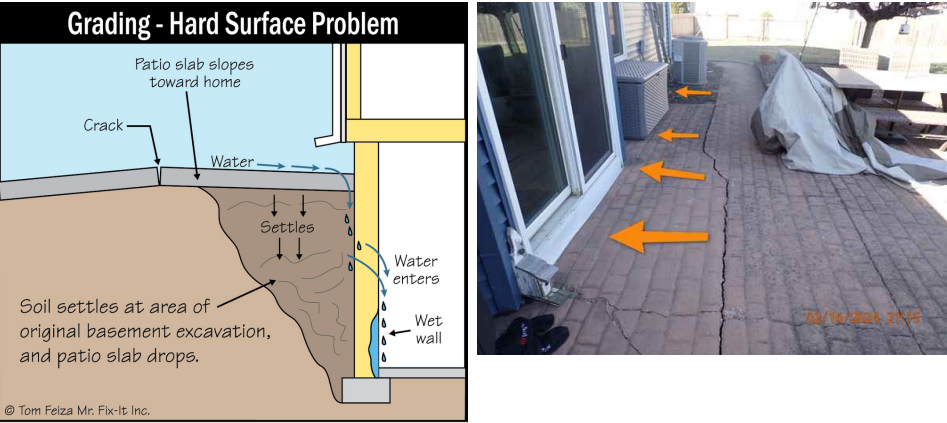 Grading - Hard Surface Problem
Patio slab slopes
toward home
Crack
Water
Settles
Water
enters
Soil settles at area of
original basement excavation,
and patio slab drops.
Wet
wall
© Tom Feiza Mr. Fix-It Inc.